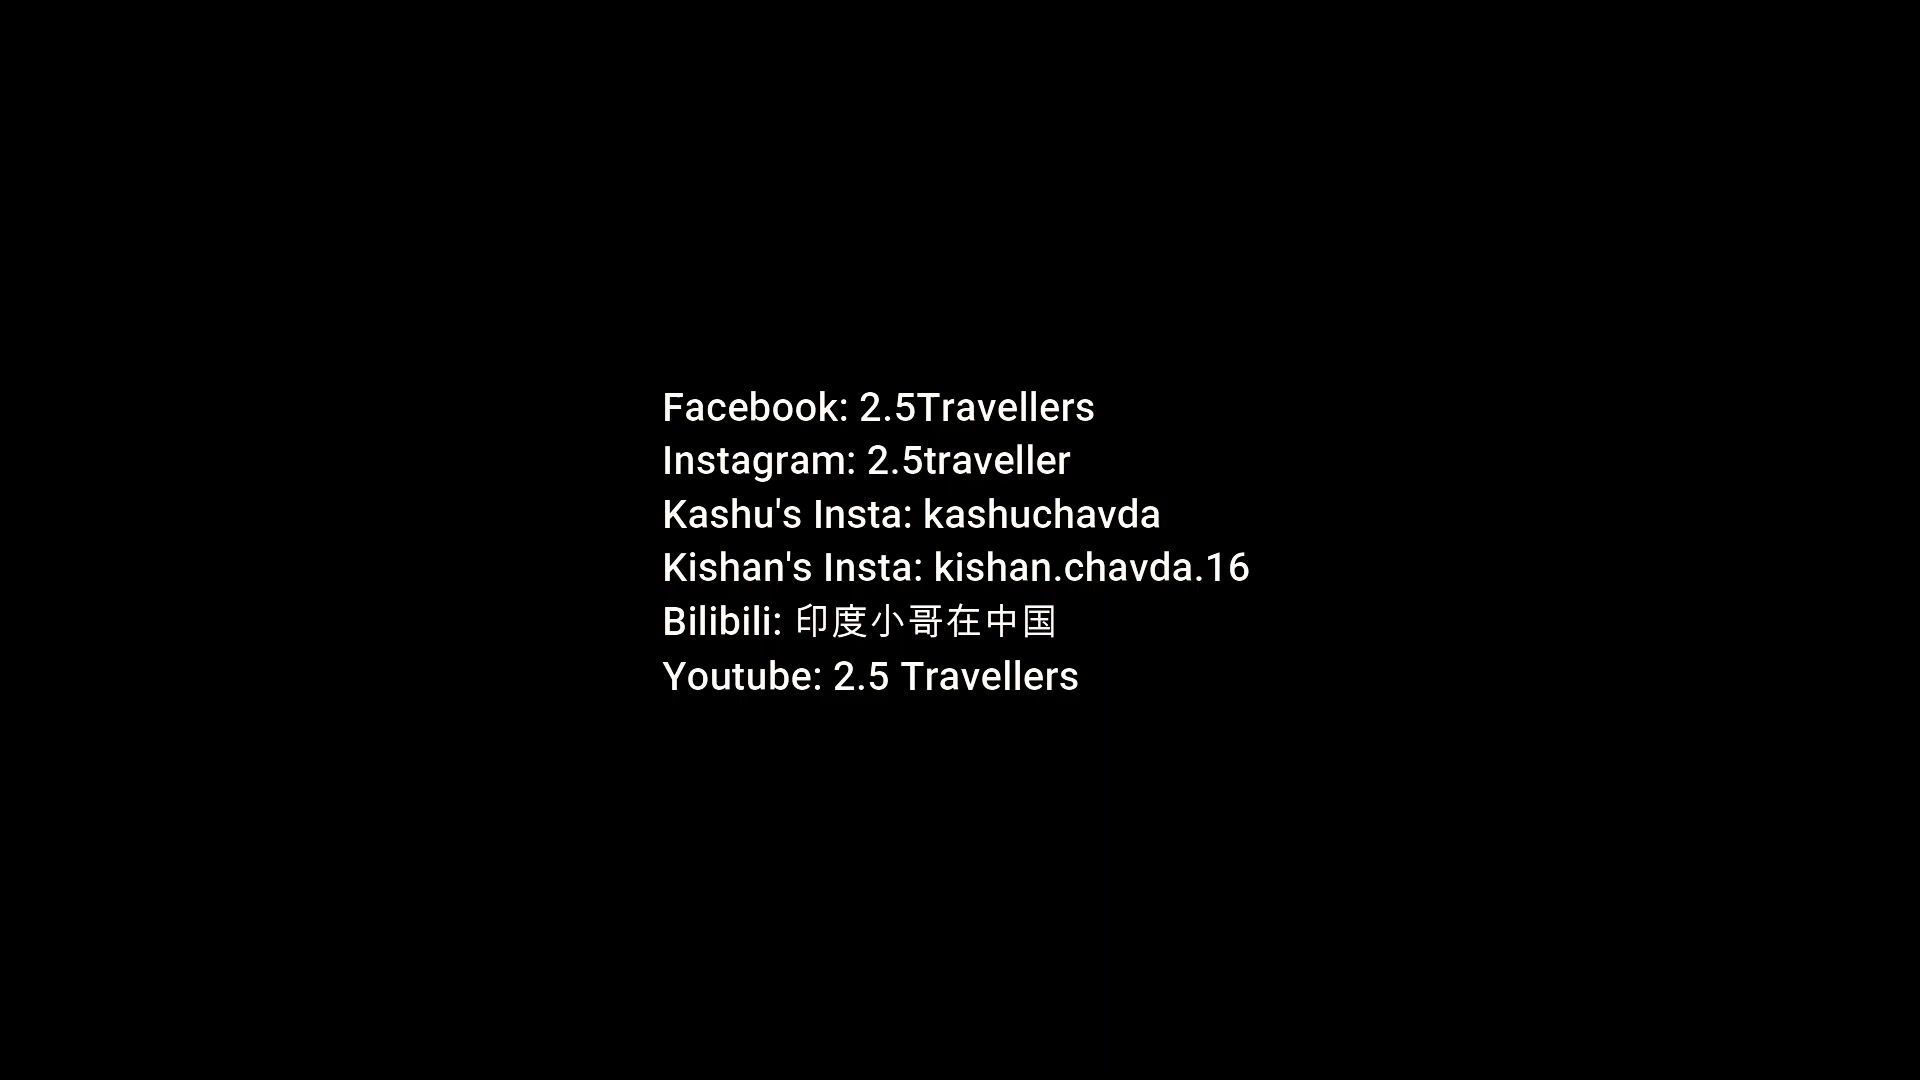 Facebook: 2.5Travellers
Instagram: 2.5traveller
Kashu's Insta: kashuchavda
Kishan's Insta: kishan.chavda.16
Bilibili: 印度小哥在中国
Youtube: 2.5 Travellers